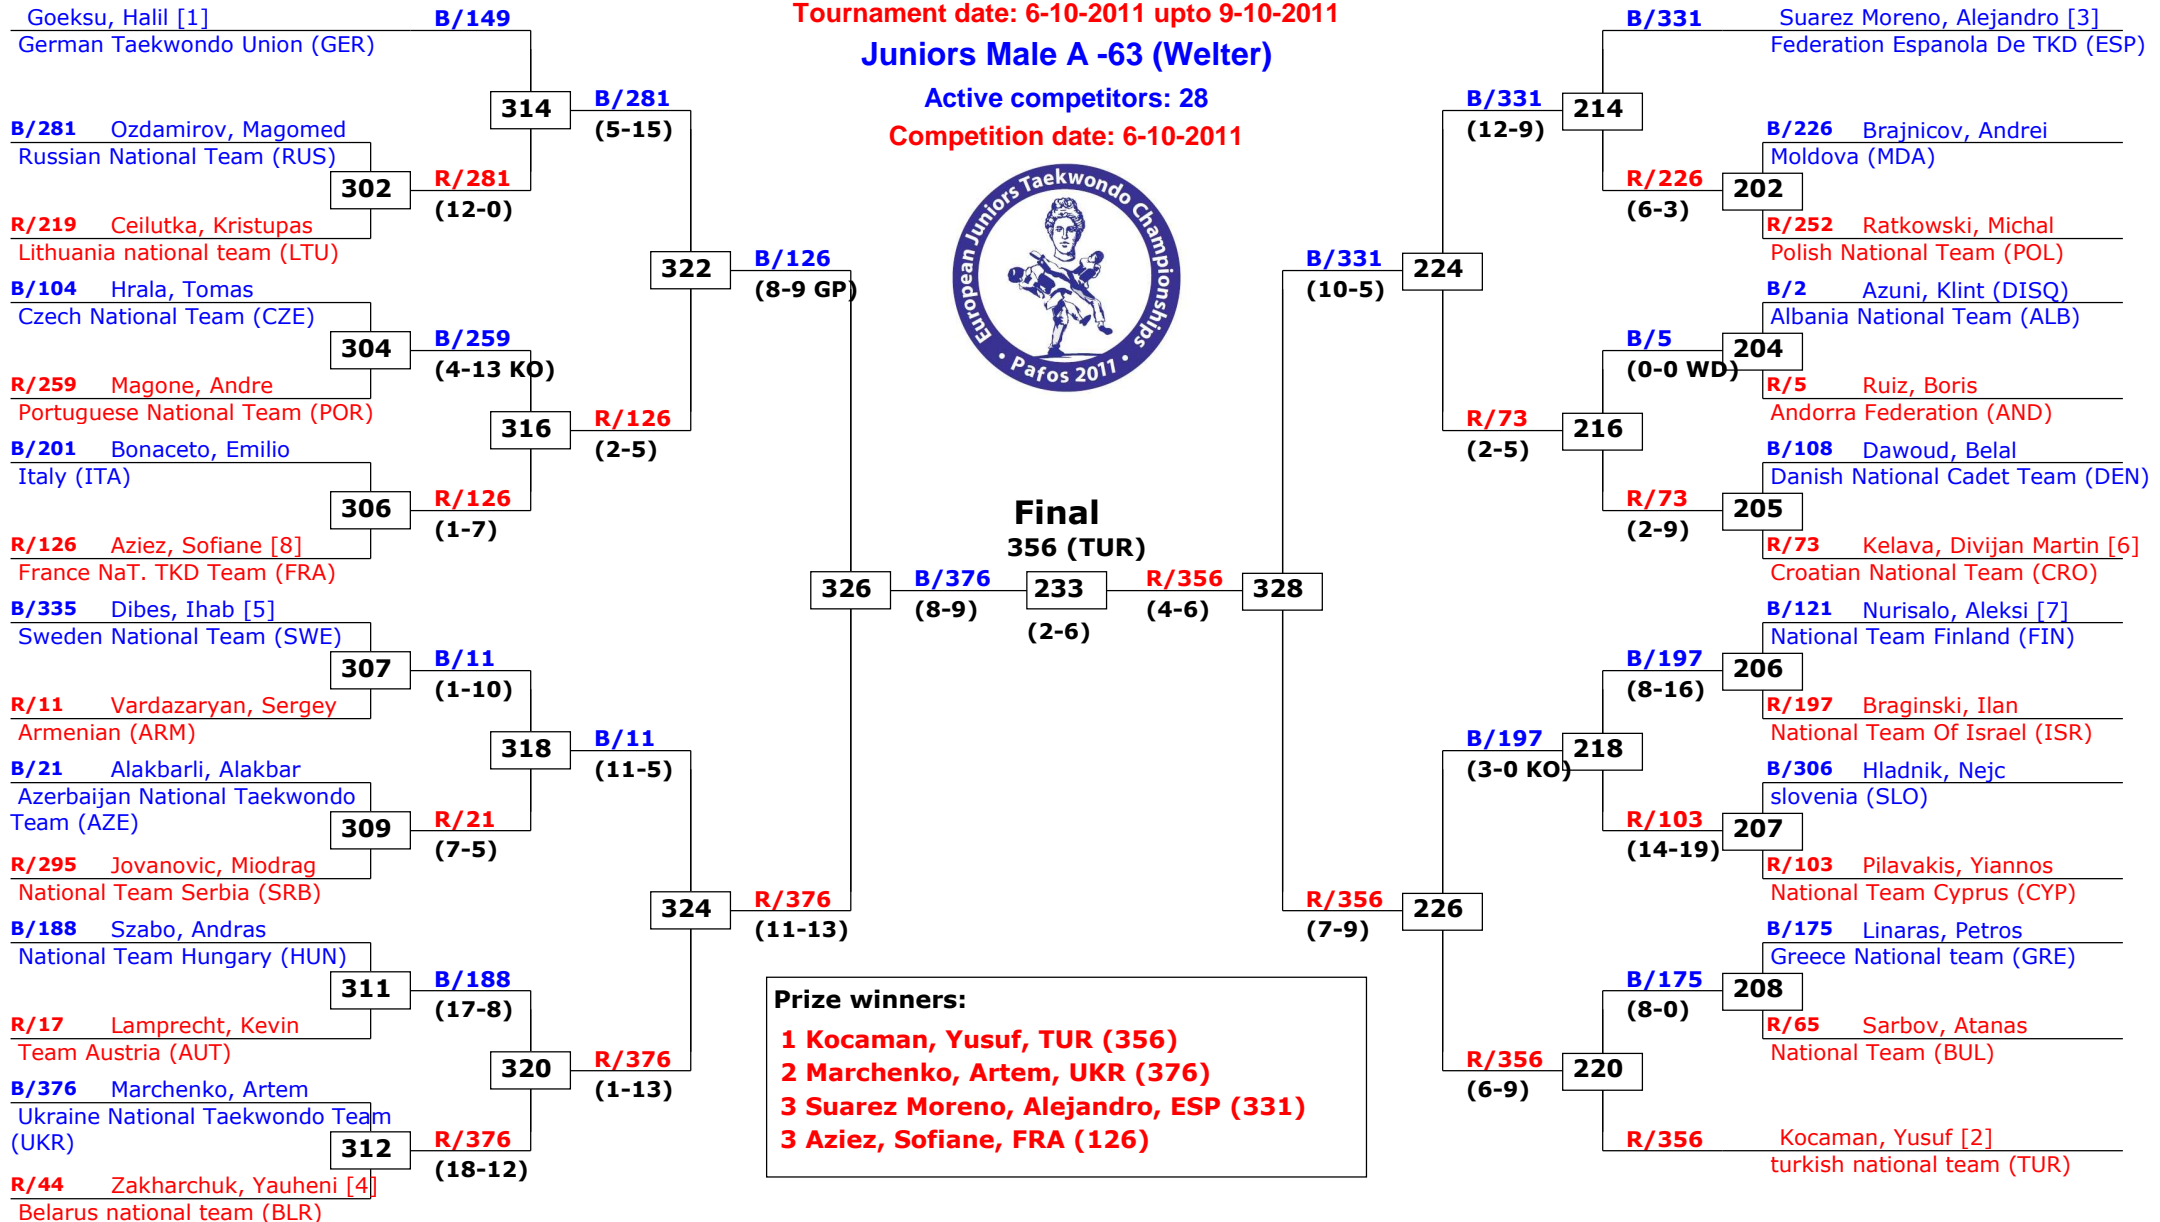 Tournament date: 6-10-2011 upto 9-10-2011
Juniors Male A -63 (Welter)
Active competitors: 28
Competition date: 6-10-2011
European Juniors Taekwondo Championships
• Pafos 2011 •
Goeksu, Halil [1]
B/149
German Taekwondo Union (GER)
314
B/281
(5-15)
B/281 Ozdamirov, Magomed
Russian National Team (RUS)
302
R/281
(12-0)
R/219 Ceilutka, Kristupas
Lithuania national team (LTU)
322
B/126
(8-9 GP)
B/104 Hrala, Tomas
Czech National Team (CZE)
304
B/259
(4-13 KO)
R/259 Magone, Andre
Portuguese National Team (POR)
316
R/126
(2-5)
B/201 Bonaceto, Emilio
Italy (ITA)
306
R/126
(1-7)
R/126 Aziez, Sofiane [8]
France NaT. TKD Team (FRA)
326
B/376
(8-9)
B/335 Dibes, Ihab [5]
Sweden National Team (SWE)
307
B/11
(1-10)
R/11 Vardazaryan, Sergey
Armenian (ARM)
318
B/11
(11-5)
B/21 Alakbarli, Alakbar
Azerbaijan National Taekwondo
Team (AZE)
309
R/21
(7-5)
R/295 Jovanovic, Miodrag
National Team Serbia (SRB)
324
R/376
(11-13)
B/188 Szabo, Andras
National Team Hungary (HUN)
311
B/188
(17-8)
R/17 Lamprecht, Kevin
Team Austria (AUT)
320
R/376
(1-13)
B/376 Marchenko, Artem
Ukraine National Taekwondo Team
(UKR)
312
R/376
(18-12)
R/44 Zakharchuk, Yauheni [4]
Belarus national team (BLR)
Final
356 (TUR)
233
(2-6)
R/356
(4-6)
328
B/331
Suarez Moreno, Alejandro [3]
Federation Espanola De TKD (ESP)
B/331
(12-9)
214
B/226 Brajnicov, Andrei
Moldova (MDA)
R/226
(6-3)
202
R/252 Ratkowski, Michal
Polish National Team (POL)
B/331
(10-5)
224
B/2 Azuni, Klint (DISQ)
Albania National Team (ALB)
B/5
(0-0 WD)
204
R/5 Ruiz, Boris
Andorra Federation (AND)
R/73
(2-5)
216
B/108 Dawoud, Belal
Danish National Cadet Team (DEN)
R/73
(2-9)
205
R/73 Kelava, Divijan Martin [6]
Croatian National Team (CRO)
B/121 Nurisalo, Aleksi [7]
National Team Finland (FIN)
B/197
(8-16)
206
R/197 Braginski, Ilan
National Team Of Israel (ISR)
B/197
(3-0 KO)
218
B/306 Hladnik, Nejc
slovenia (SLO)
R/103
(14-19)
207
R/103 Pilavakis, Yiannos
National Team Cyprus (CYP)
R/356
(7-9)
226
B/175 Linaras, Petros
Greece National team (GRE)
B/175
(8-0)
208
R/65 Sarbov, Atanas
National Team (BUL)
R/356
(6-9)
220
R/356
Kocaman, Yusuf [2]
turkish national team (TUR)
Prize winners:
1 Kocaman, Yusuf, TUR (356)
2 Marchenko, Artem, UKR (376)
3 Suarez Moreno, Alejandro, ESP (331)
3 Aziez, Sofiane, FRA (126)